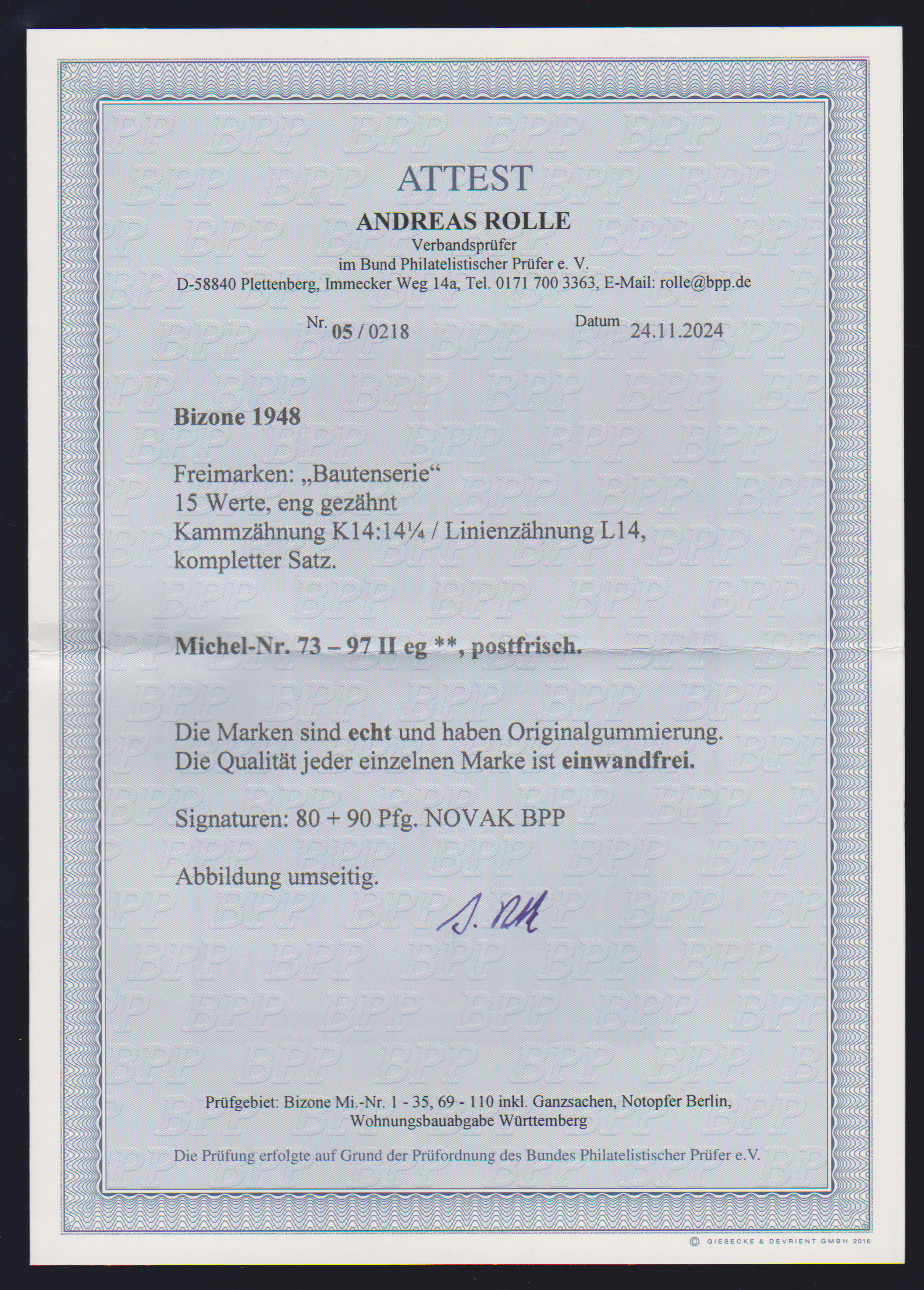 ATTEST
ANDREAS ROLLE
Verbandsprüfer
im Bund Philatelistischer Prüfer e. V.
D-58840 Plettenberg, Immecker Weg 14a, Tel. 0171 700 3363, E-Mail: rolle@bpp.de
Nr. 05 / 0218 Datum 24.11.2024
Bizone 1948
Freimarken: „Bautenserie“
15 Werte, eng gezähnt
Kammzähnung K14:14¼ / Linienzähnung L14,
kompletter Satz.
Michel-Nr. 73 – 97 II eg **, postfrisch.
Die Marken sind echt und haben Originalgummierung.
Die Qualität jeder einzelnen Marke ist einwandfrei.
Signaturen: 80 + 90 Pfg. NOVAK BPP
Abbildung umseitig.
Prüfgebiet: Bizone Mi.-Nr. 1 - 35, 69 - 110 inkl. Ganzsachen, Notopfer Berlin,
Wohnungsbauabgabe Württemberg
Die Prüfung erfolgte auf Grund der Prüfordnung des Bundes Philatelistischer Prüfer e.V.
© GIESECKE & DEVRIENT GMBH 2016